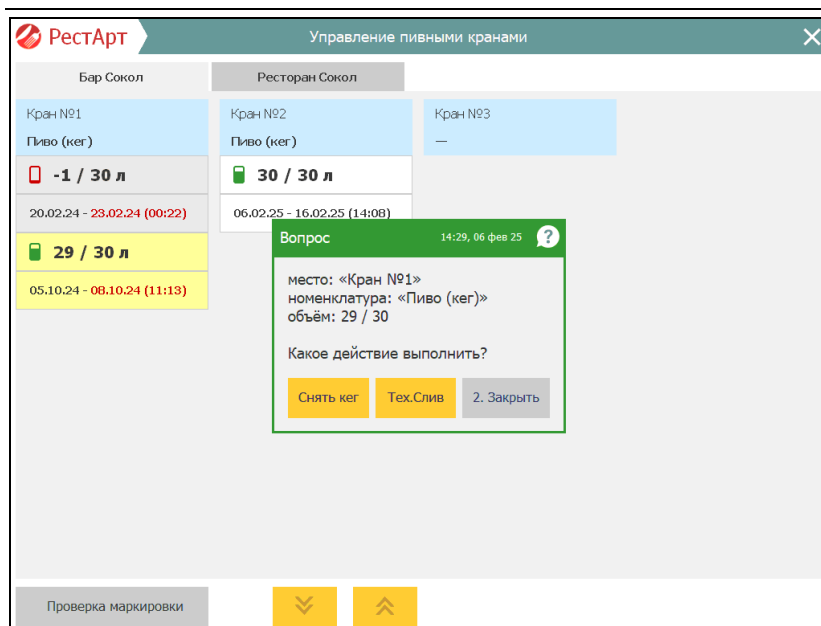 РестАрт
Управление пивными кранами
Бар Сокол
Ресторан Сокол
Кран №1
Пиво (кег)
-1 / 30 л
20.02.24 - 23.02.24 (00:22)
29 / 30 л
05.10.24 - 08.10.24 (11:13)
Кран №2
Пиво (кег)
30 / 30 л
06.02.25 - 16.02.25 (14:08)
Кран №3
—
Вопрос
14:29, 06 фев 25
?
место: «Кран №1»
номенклатура: «Пиво (кег)»
объём: 29 / 30
Какое действие выполнить?
Снять кег
Тех.Слив
2. Закрыть
Проверка маркировки